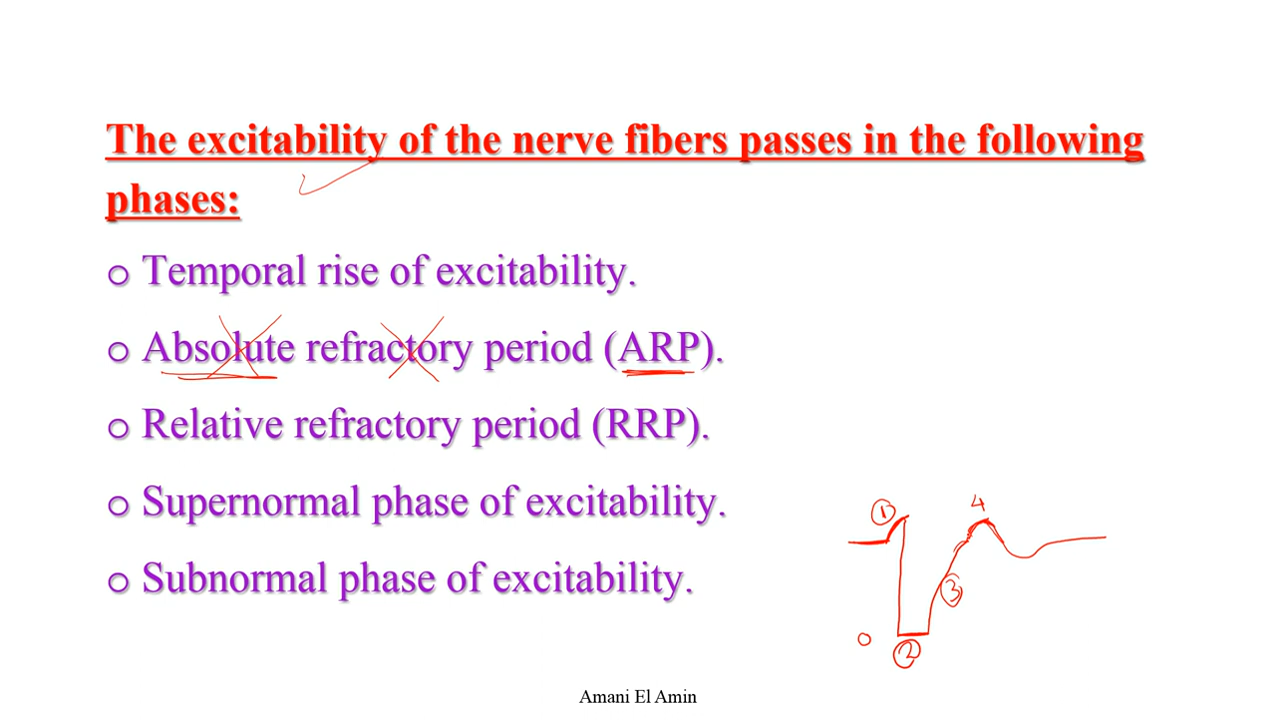 The excitability of the nerve fibers passes in the following
phases:
o Temporal rise of excitability.
o Absolute refractory period (ARP).
o Relative refractory period (RRP).
o Supernormal phase of excitability.
o Subnormal phase of excitability.
1
4
3
0
2
Amani El Amin